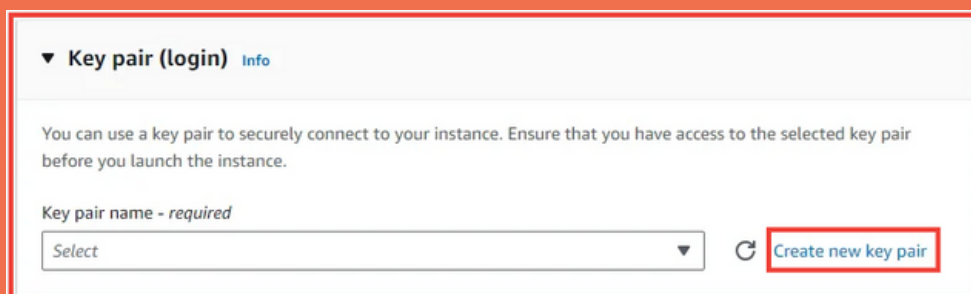 Key pair (login) Info
You can use a key pair to securely connect to your instance. Ensure that you have access to the selected key pair
before you launch the instance.
Key pair name - required
Select
Create new key pair